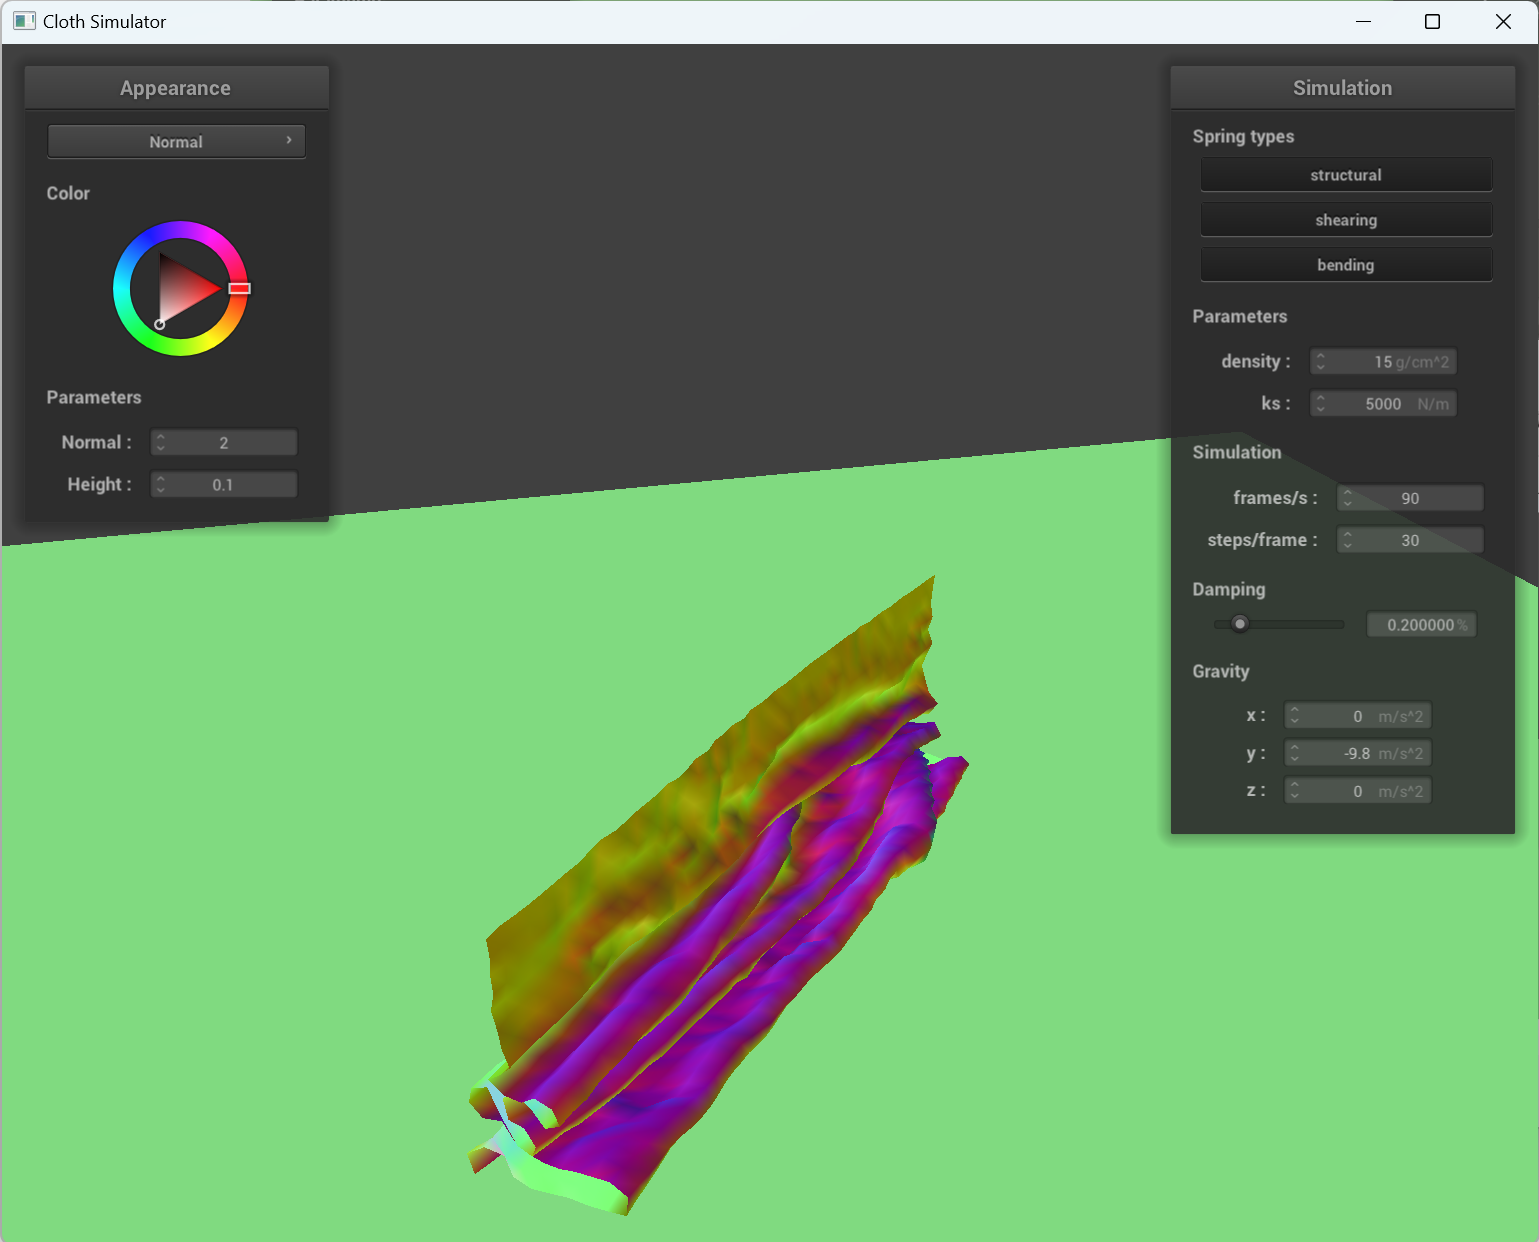 Cloth Simulator
Appearance
Normal
Color
Parameters
Normal : 2
Height : 0.1
Simulation
Spring types
structural
shearing
bending
Parameters
density : 15 g/cm^2
ks : 5000 N/m
Simulation
frames/s : 90
steps/frame : 30
Damping
0.200000 %
Gravity
x : 0 m/s^2
y : -9.8 m/s^2
z : 0 m/s^2